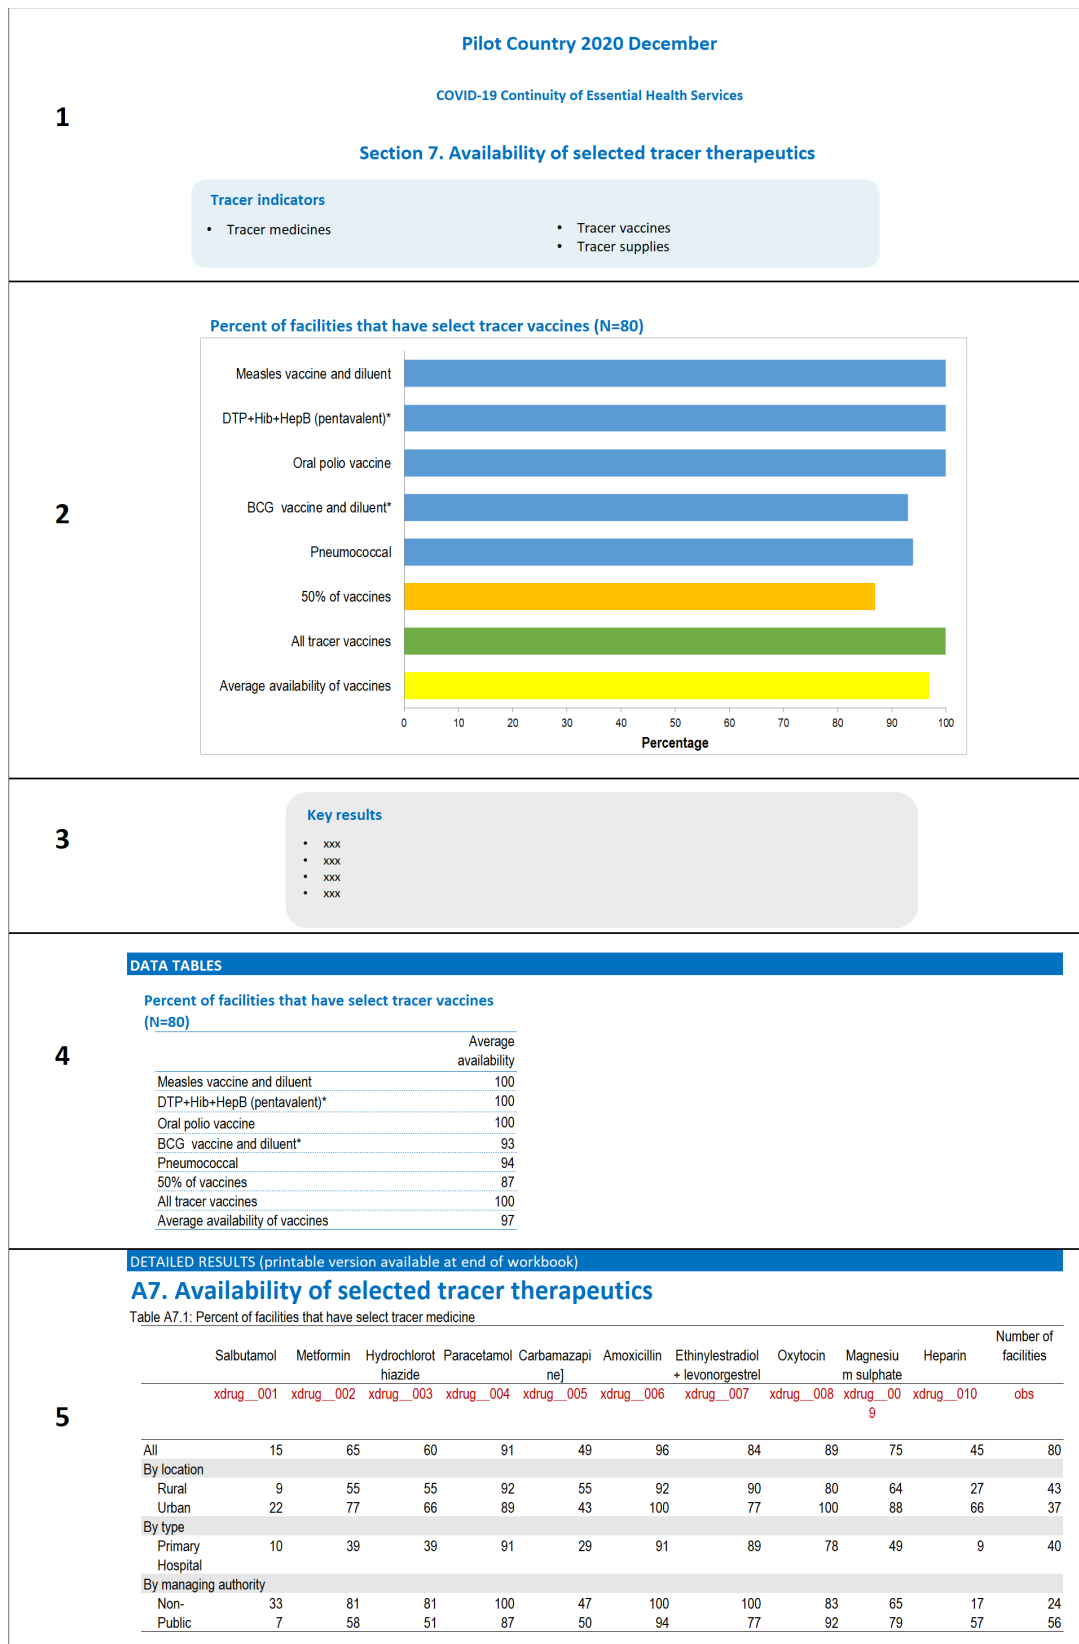 Pilot Country 2020 December
COVID-19 Continuity of Essential Health Services
1
Section 7. Availability of selected tracer therapeutics
Tracer indicators
• Tracer medicines
• Tracer vaccines
• Tracer supplies
Percent of facilities that have select tracer vaccines (N=80)
Measles vaccine and diluent
DTP+Hib+HepB (pentavalent)*
Oral polio vaccine
2
BCG vaccine and diluent*
Pneumococcal
50% of vaccines
All tracer vaccines
Average availability of vaccines
0 10 20 30 40 50 60 70 80 90 100
Percentage
3
Key results
• xxx
• xxx
• xxx
• xxx
DATA TABLES
Percent of facilities that have select tracer vaccines
(N=80)
4
Average
availability
Measles vaccine and diluent 100
DTP+Hib+HepB (pentavalent)* 100
Oral polio vaccine 100
BCG vaccine and diluent* 93
Pneumococcal 94
50% of vaccines 87
All tracer vaccines 100
Average availability of vaccines 97
DETAILED RESULTS (printable version available at end of workbook)
A7. Availability of selected tracer therapeutics
Table A7.1: Percent of facilities that have select tracer medicine
Number of
Salbutamol Metformin Hydrochlorot Paracetamol Carbamazapi Amoxicillin Ethinylestradiol Oxytocin Magnesiu Heparin facilities
hiazide ne] + levonorgestrel m sulphate
xdrug__001 xdrug__002 xdrug__003 xdrug__004 xdrug__005 xdrug__006 xdrug__007 xdrug__008 xdrug__00 xdrug__010 obs
9
5
All 15 65 60 91 49 96 84 89 75 45 80
By location
Rural 9 55 55 92 55 92 90 80 64 27 43
Urban 22 77 66 89 43 100 77 100 88 66 37
By type
Primary 10 39 39 91 29 91 89 78 49 9 40
Hospital
By managing authority
Non- 33 81 81 100 47 100 100 83 65 17 24
Public 7 58 51 87 50 94 77 92 79 57 56